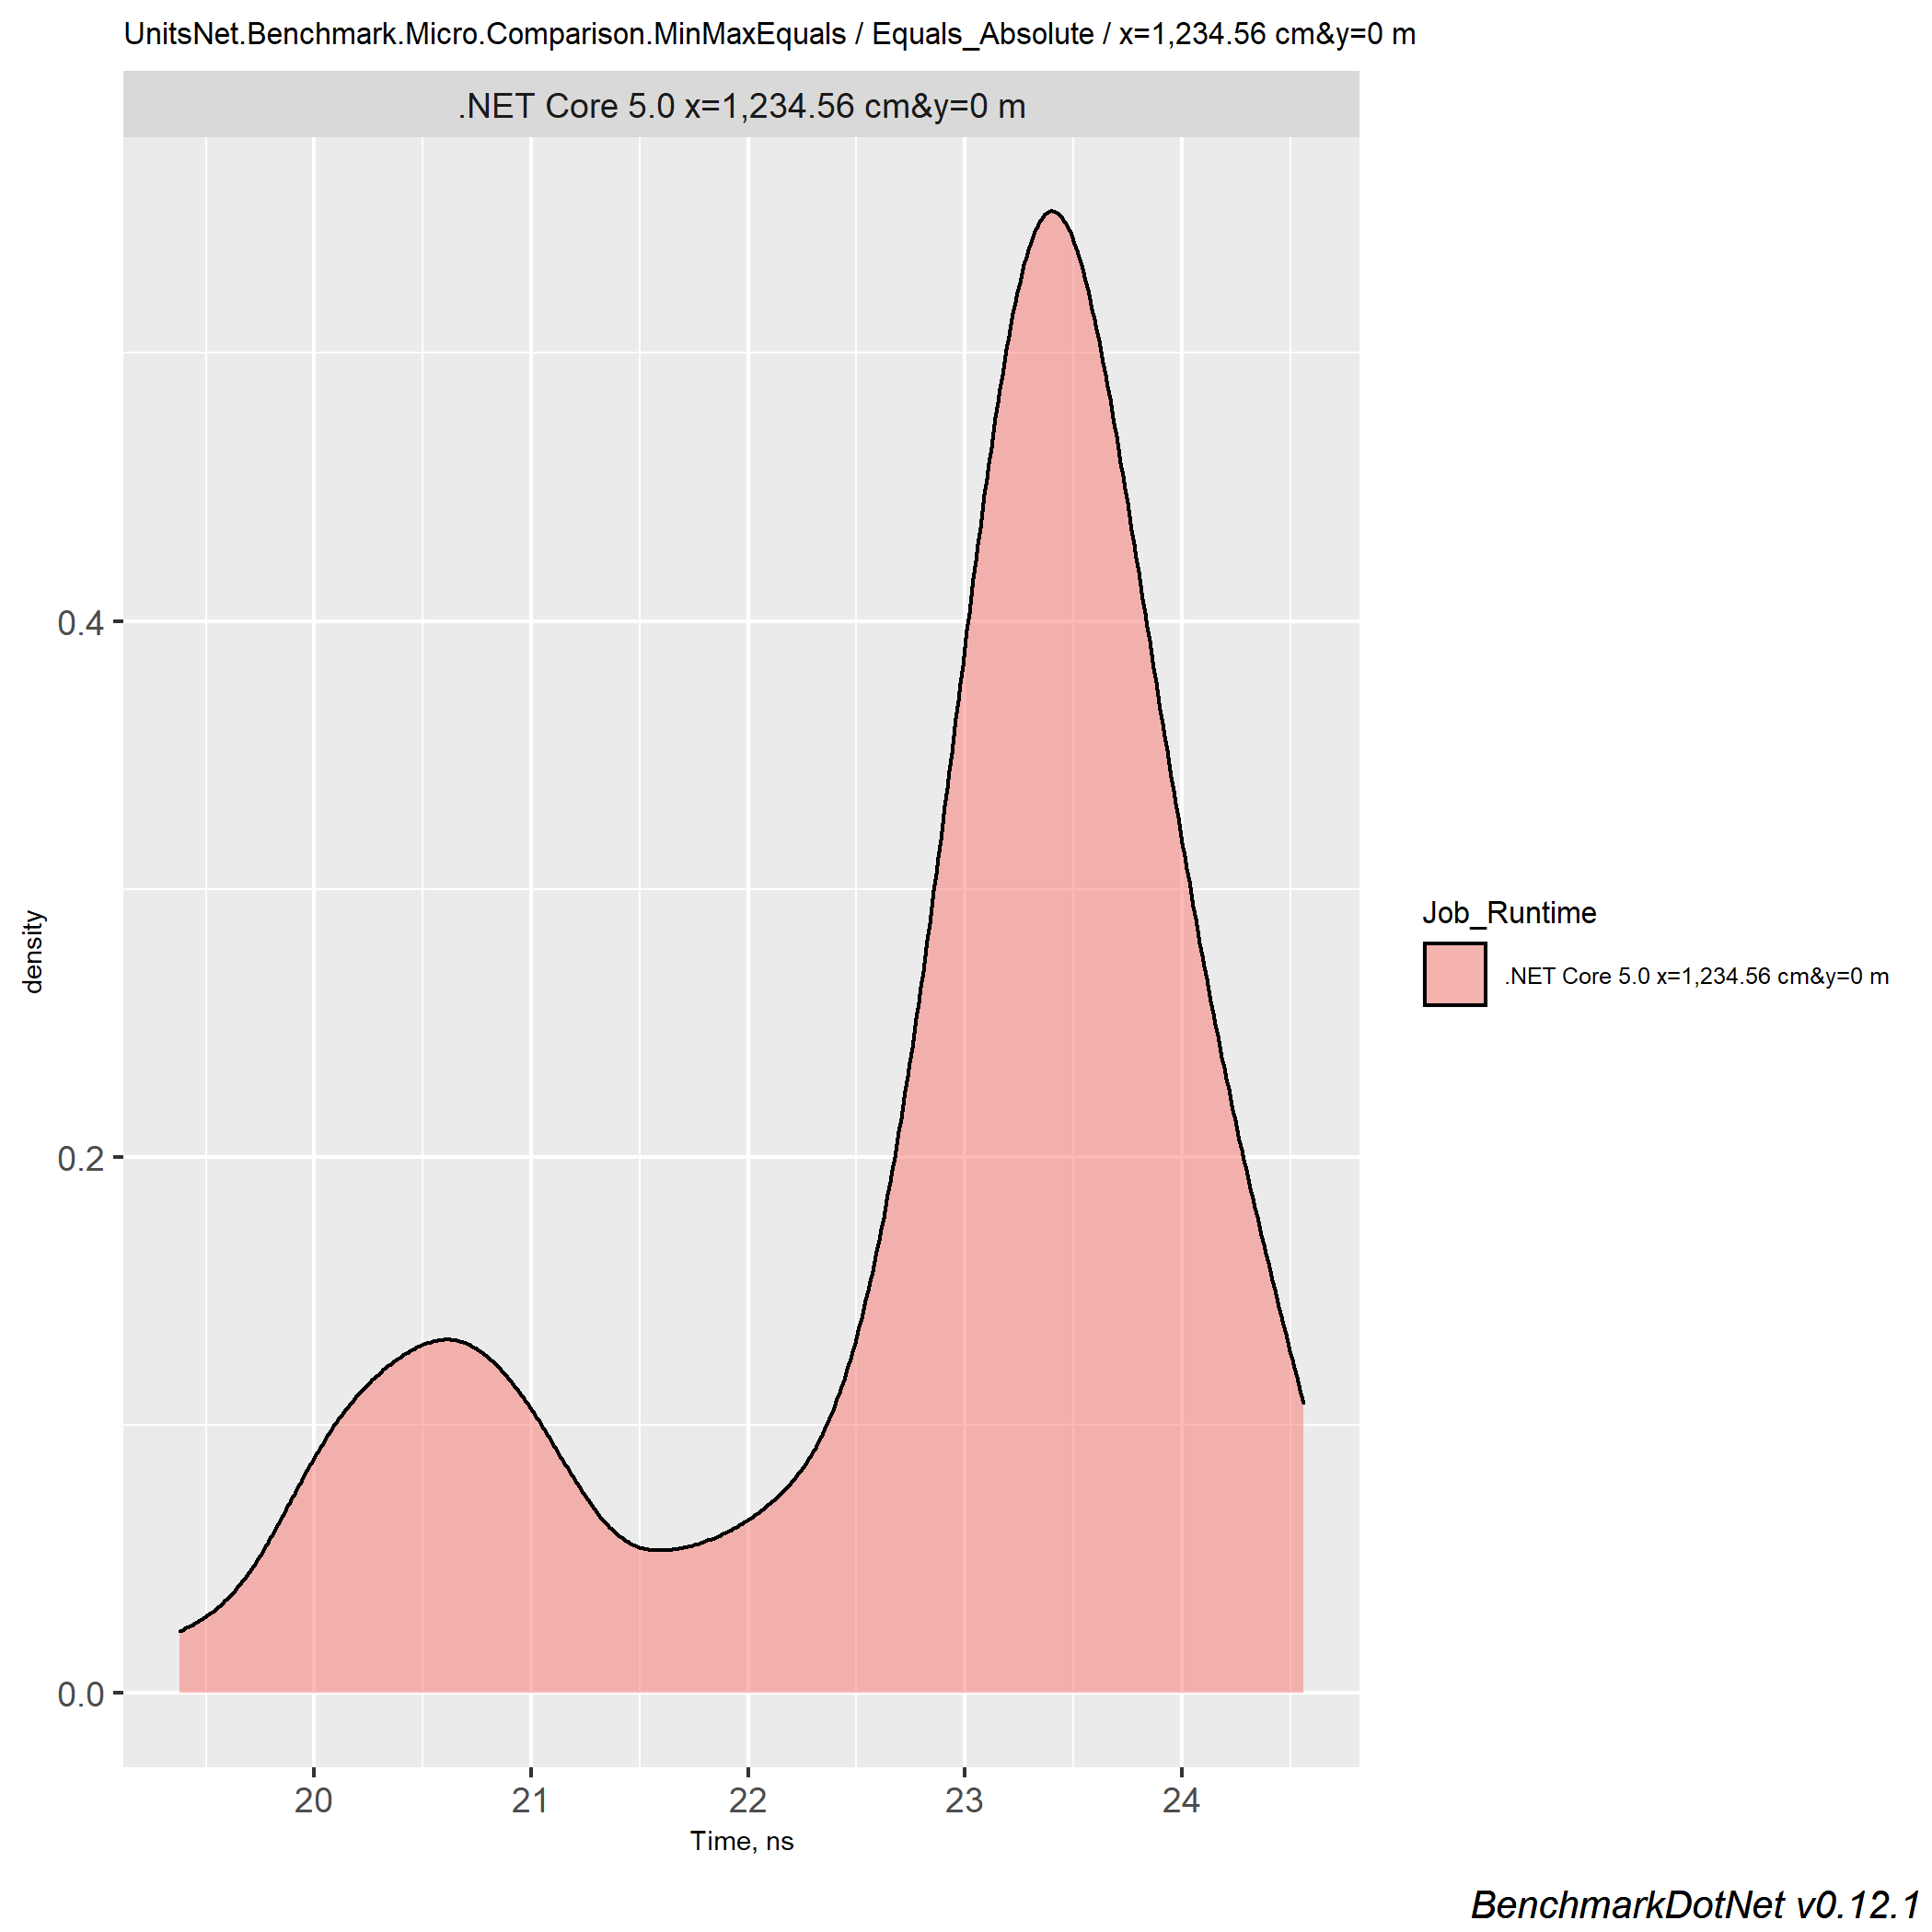 UnitsNet.Benchmark.Micro.Comparison.MinMaxEquals / Equals_Absolute / x=1,234.56 cm&y=0 m
.NET Core 5.0 x=1,234.56 cm&y=0 m
0.4
0.2
0.0
density
20 21 22 23 24
Time, ns
Job_Runtime
.NET Core 5.0 x=1,234.56 cm&y=0 m
BenchmarkDotNet v0.12.1